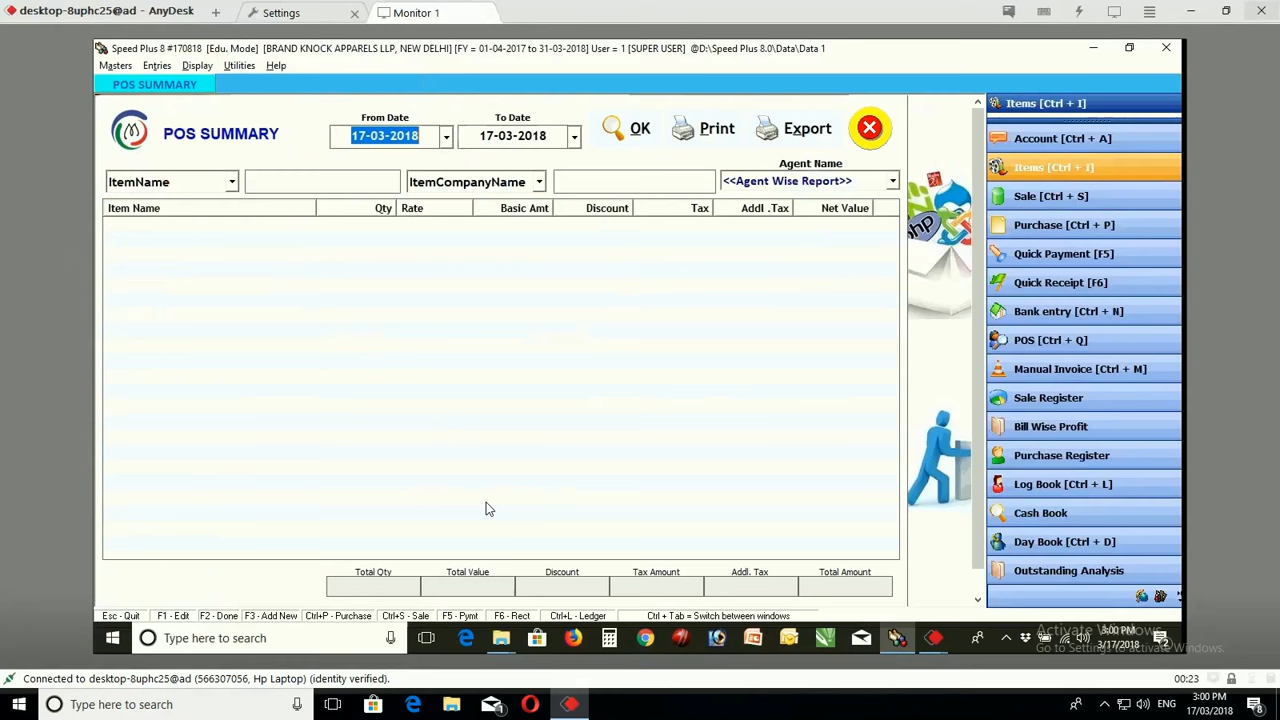 desktop-8uphc25@ad - AnyDesk
Settings
Monitor 1
Speed Plus 8 #170818 [Edu. Mode] [BRAND KNOCK APPARELS LLP, NEW DELHI] [FY = 01-04-2017 to 31-03-2018] User = 1 [SUPER USER] @D:\Speed Plus 8.0\Data\Data 1
Masters Entries Display Utilities Help
POS SUMMARY
POS SUMMARY
From Date To Date
17-03-2018 17-03-2018
OK Print Export
Agent Name
ItemName ItemCompanyName <<Agent Wise Report>>
Item Name Qty Rate Basic Amt Discount Tax Addl .Tax Net Value
php
Total Qty Total Value Discount Tax Amount Addl. Tax Total Amount
Items [Ctrl + I]
Account [Ctrl + A]
Items [Ctrl + I]
Sale [Ctrl + S]
Purchase [Ctrl + P]
Quick Payment [F5]
Quick Receipt [F6]
Bank entry [Ctrl + N]
POS [Ctrl + Q]
Manual Invoice [Ctrl + M]
Sale Register
Bill Wise Profit
Purchase Register
Log Book [Ctrl + L]
Cash Book
Day Book [Ctrl + D]
Outstanding Analysis
Esc - Quit F1 - Edit F2 - Done F3 - Add New Ctrl+P - Purchase Ctrl+S - Sale F5 - Pymt F6 - Rect Ctrl+L - Ledger Ctrl + Tab = Switch between windows
Type here to search
3:00 PM
3/17/2018
Activate Windows
Go to Settings to activate Windows.
Connected to desktop-8uphc25@ad (566307056, Hp Laptop) (identity verified).
00:23
Type here to search
ENG
3:00 PM
17/03/2018